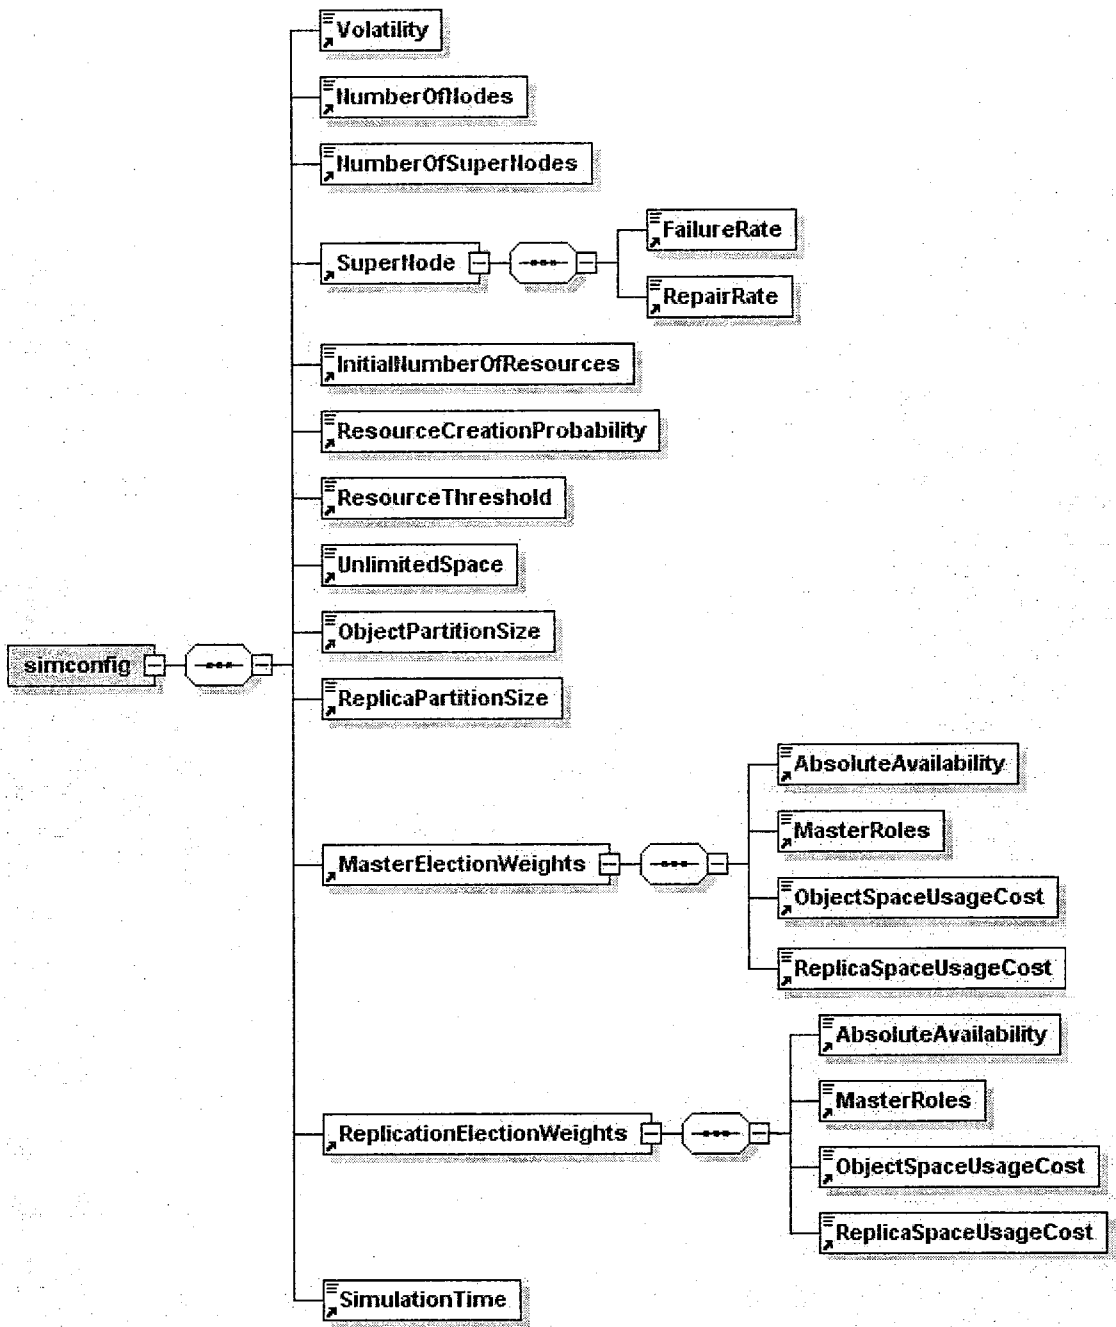 Volatility
NumberOfNodes
NumberOfSuperNodes
SuperNode
FailureRate
RepairRate
InitialNumberOfResources
ResourceCreationProbability
ResourceThreshold
UnlimitedSpace
ObjectPartitionSize
simconfig
ReplicaPartitionSize
MasterElectionWeights
AbsoluteAvailability
MasterRoles
ObjectSpaceUsageCost
ReplicaSpaceUsageCost
ReplicationElectionWeights
AbsoluteAvailability
MasterRoles
ObjectSpaceUsageCost
ReplicaSpaceUsageCost
SimulationTime